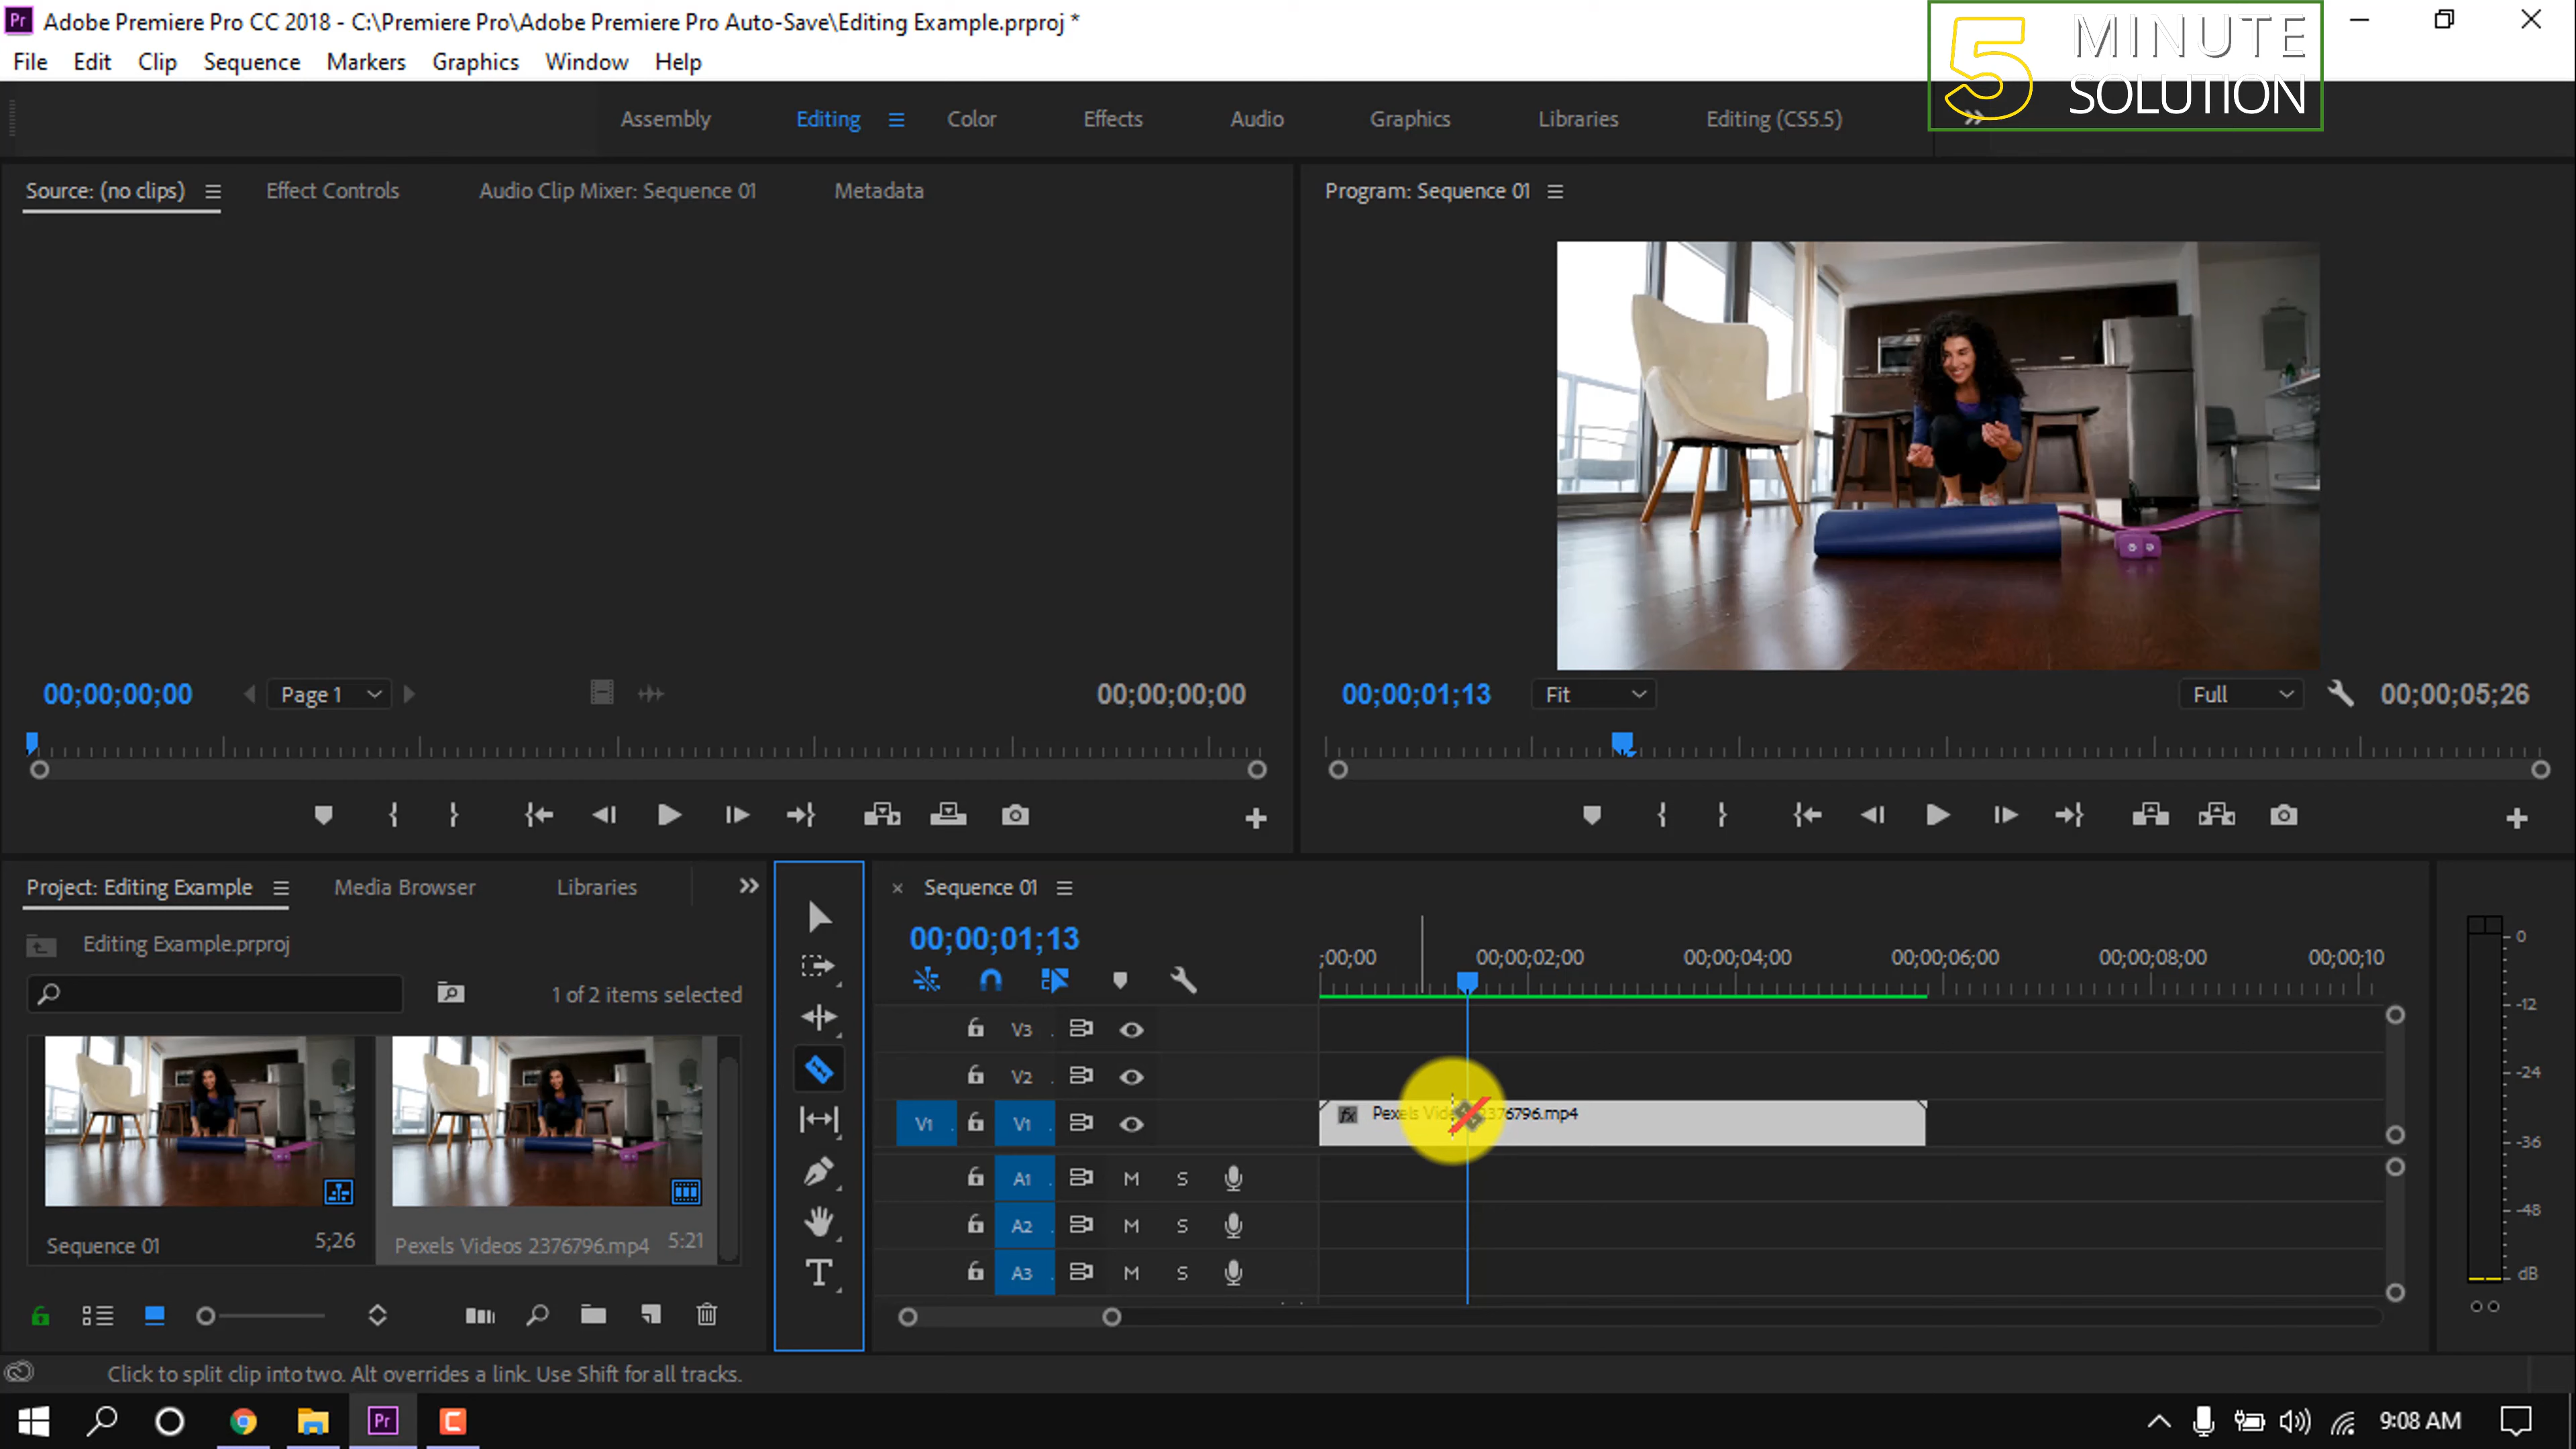 Adobe Premiere Pro CC 2018 - C:\Premiere Pro\Adobe Premiere Pro Auto-Save\Editing Example.prproj *
5 MINUTE
SOLUTION
File Edit Clip Sequence Markers Graphics Window Help
Assembly Editing Color Effects Audio Graphics Libraries Editing (CS5.5)
Source: (no clips) Effect Controls Audio Clip Mixer: Sequence 01 Metadata
Program: Sequence 01
00;00;00;00 Page 1 00;00;00;00
00;00;01;13 Fit Full 00;00;05;26
Project: Editing Example Media Browser Libraries
Editing Example.prproj
1 of 2 items selected
Sequence 01 5;26
Pexels Videos 2376796.mp4 5:21
Sequence 01
00;00;01;13
;00;00 00;00;02;00 00;00;04;00 00;00;06;00 00;00;08;00 00;00;10
V3
V2
V1 V1
fx Pexels Vide 2376796.mp4
A1 M S
A2 M S
A3 M S
0
-12
-24
-36
-48
dB
Click to split clip into two. Alt overrides a link. Use Shift for all tracks.
Pr
9:08 AM